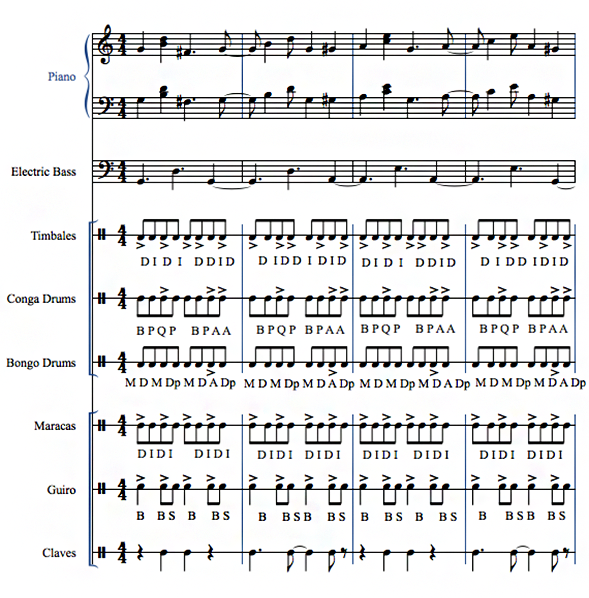 Piano
Electric Bass
Timbales
D I D I D D I D D I D D I D I D D I D I D D I D D I D D I D I D
Conga Drums
B P Q P B P A A B P Q P B P A A B P Q P B P A A B P Q P B P A A
Bongo Drums
M D M Dp M D A Dp M D M Dp M D A Dp M D M Dp M D A Dp M D M Dp M D A Dp
Maracas
D I D I D I D I D I D I D I D I D I D I D I D I D I D I D I D I
Guiro
B B S B B S B B S B B S B B S B B S B B S B B S
Claves